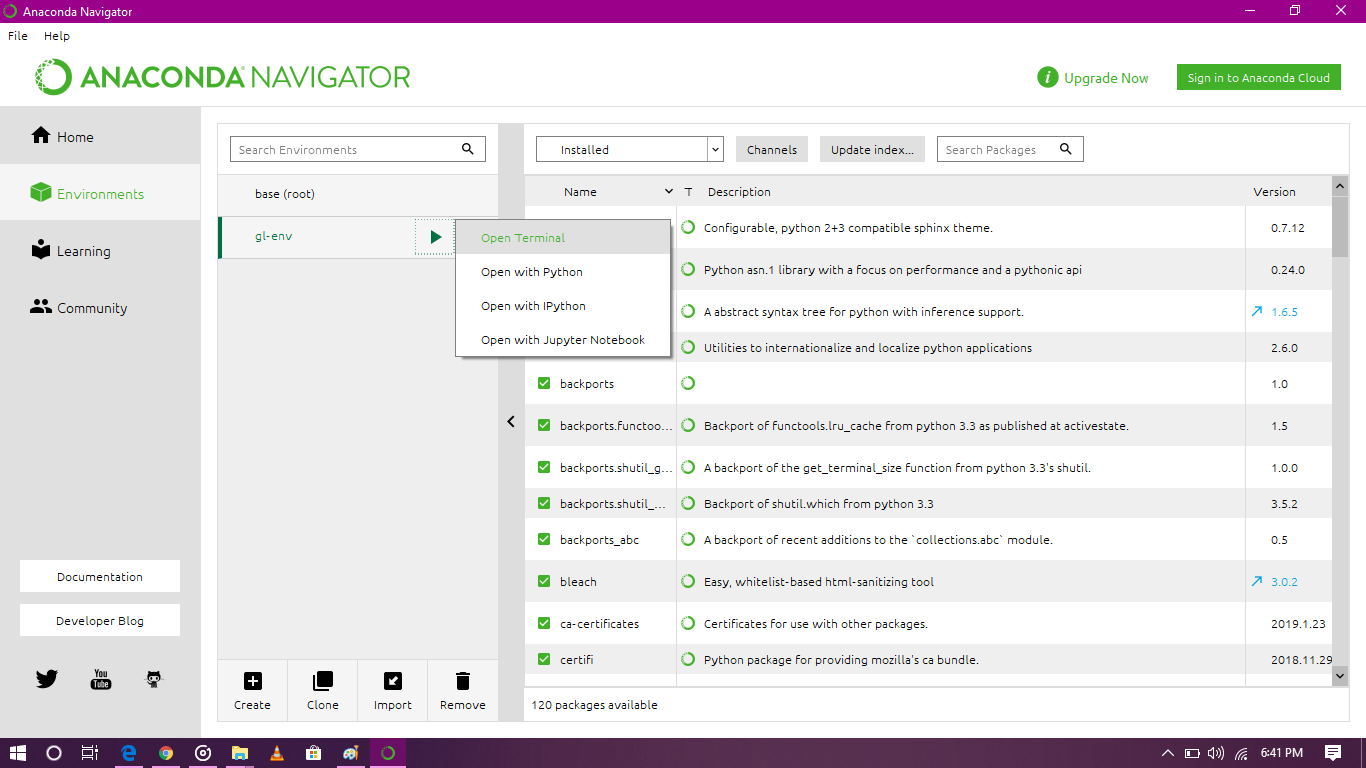 Anaconda Navigator
File Help
ANACONDA NAVIGATOR
i Upgrade Now
Sign in to Anaconda Cloud
Home
Environments
Learning
Community
Documentation
Developer Blog
You Tube
Search Environments
base (root)
gl-env
Open Terminal
Open with Python
Open with IPython
Open with Jupyter Notebook
Create Clone Import Remove
Installed Channels Update index... Search Packages
Name T Description Version
Configurable, python 2+3 compatible sphinx theme. 0.7.12
Python asn.1 library with a focus on performance and a pythonic api 0.24.0
A abstract syntax tree for python with inference support. 1.6.5
Utilities to internationalize and localize python applications 2.6.0
backports 1.0
backports.functoo... Backport of functools.lru_cache from python 3.3 as published at activestate. 1.5
backports.shutil_g... A backport of the get_terminal_size function from python 3.3's shutil. 1.0.0
backports.shutil_... Backport of shutil.which from python 3.3 3.5.2
backports_abc A backport of recent additions to the `collections.abc` module. 0.5
bleach Easy, whitelist-based html-sanitizing tool 3.0.2
ca-certificates Certificates for use with other packages. 2019.1.23
certifi Python package for providing mozilla's ca bundle. 2018.11.29
120 packages available
6:41 PM